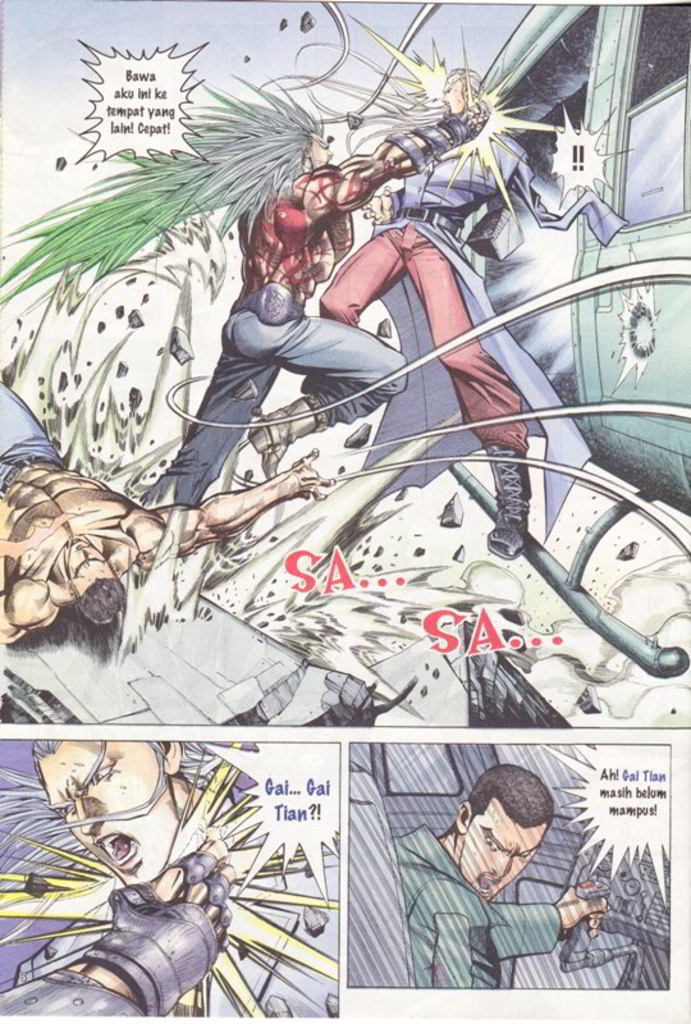 Bawa
aku ini ke
tempat yang
lain! Cepat!
!!
SA...
SA...
6
Gai... Gai
Tian?!
Ah! Gai Tian
masih belum
mampus!